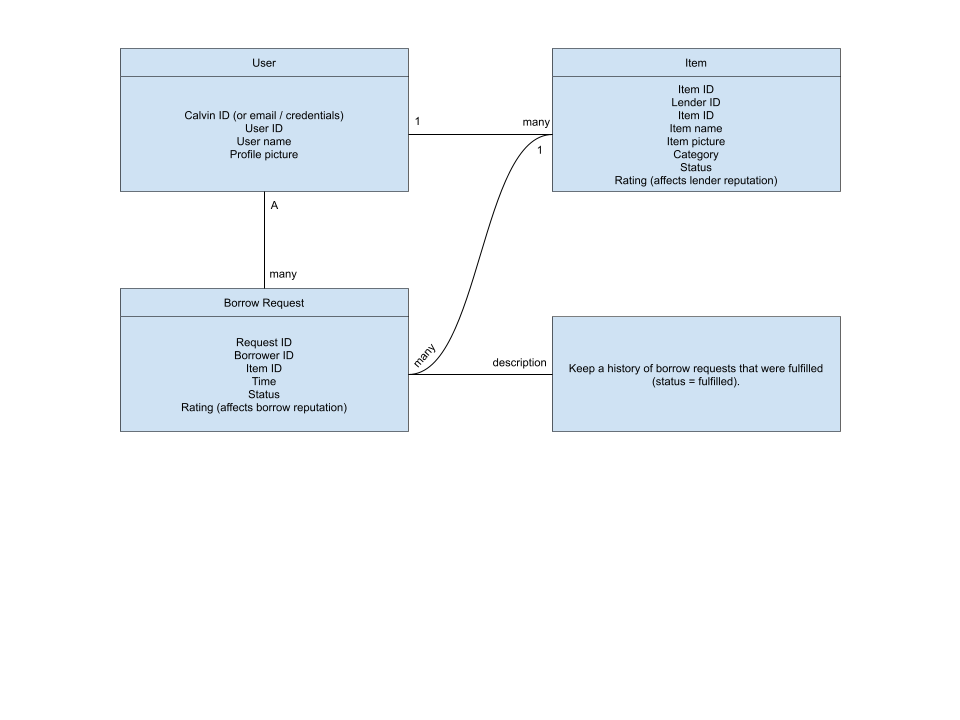 User
Calvin ID (or email / credentials)
User ID
User name
Profile picture
1
many
Item
Item ID
Lender ID
Item ID
Item name
Item picture
Category
Status
Rating (affects lender reputation)
1
A
many
Borrow Request
Request ID
Borrower ID
Item ID
Time
Status
Rating (affects borrow reputation)
many
description
Keep a history of borrow requests that were fulfilled
(status = fulfilled).